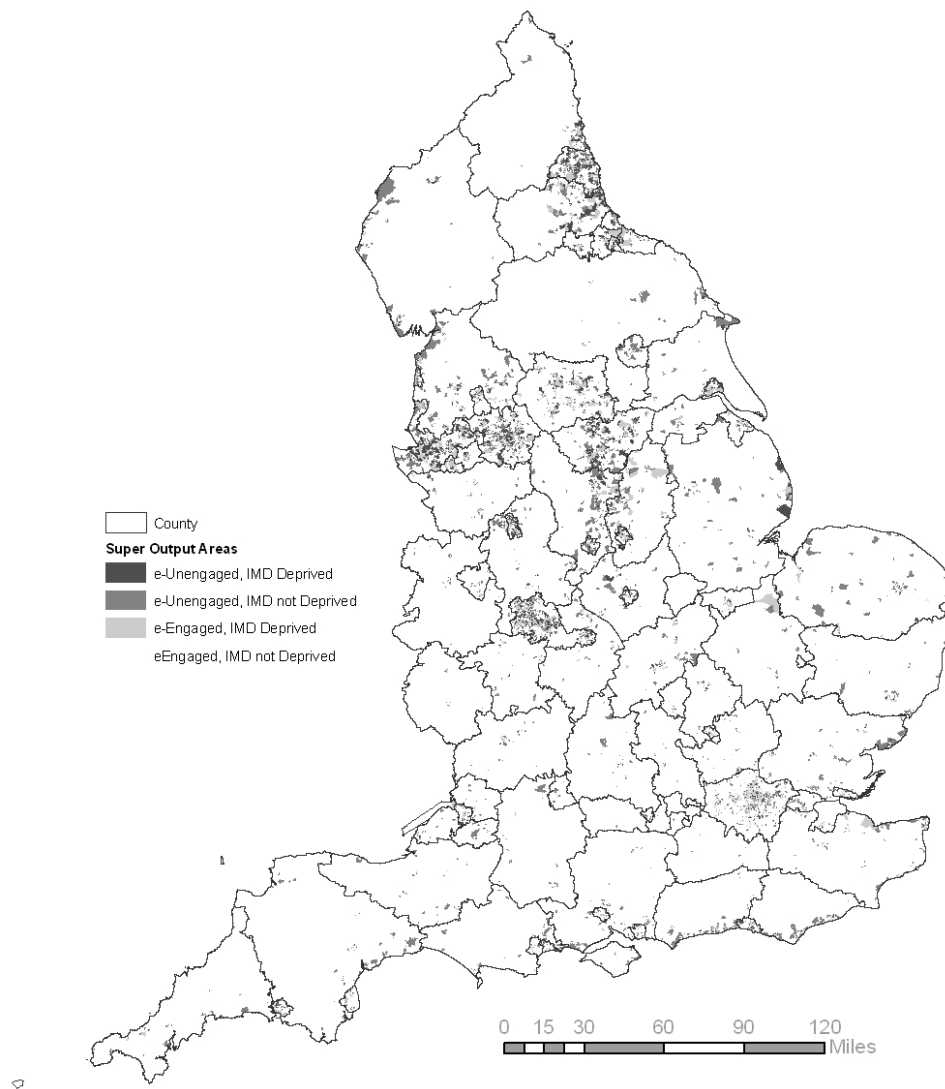 County
Super Output Areas
e-Unengaged, IMD Deprived
e-Unengaged, IMD not Deprived
e-Engaged, IMD Deprived
eEngaged, IMD not Deprived
0 15 30 60 90 120
Miles